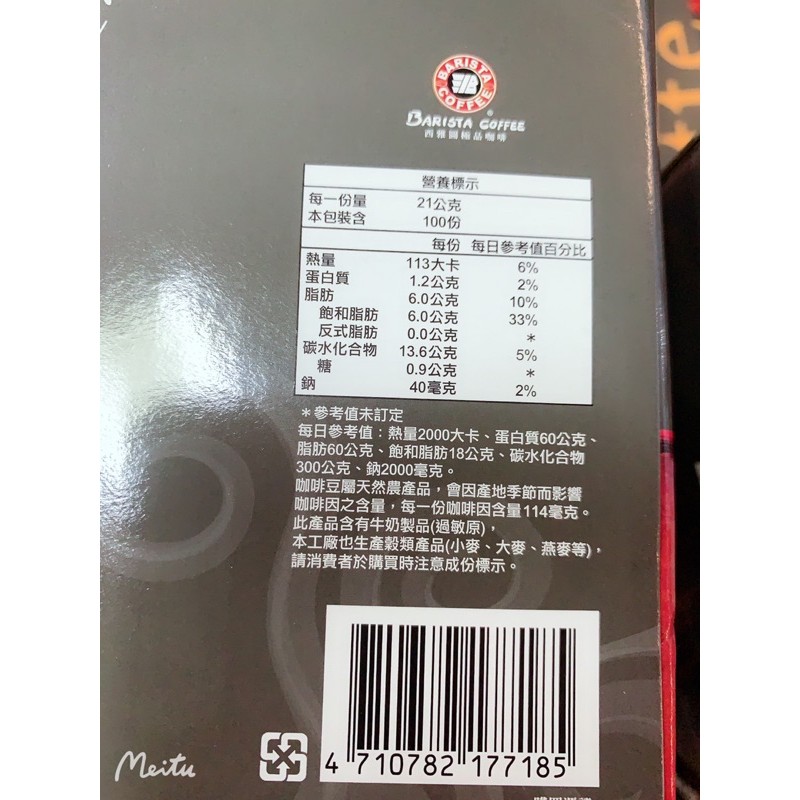 BARISTA
COFFEE
BARISTA COFFEE
西雅圖極品咖啡
營養標示
每一份量 21公克
本包裝含 100份
每份 每日參考值百分比
熱量 113大卡 6%
蛋白質 1.2公克 2%
脂肪 6.0公克 10%
飽和脂肪 6.0公克 33%
反式脂肪 0.0公克 *
碳水化合物 13.6公克 5%
糖 0.9公克 *
鈉 40毫克 2%
*參考值未訂定
每日參考值：熱量2000大卡、蛋白質60公克、
脂肪60公克、飽和脂肪18公克、碳水化合物
300公克、鈉2000毫克。
咖啡豆屬天然農產品，會因產地季節而影響
咖啡因之含量，每一份咖啡因含量114毫克。
此產品含有牛奶製品(過敏原)，
本工廠也生產穀類產品(小麥、大麥、燕麥等)，
請消費者於購買時注意成份標示。
4 710782 177185
Meitu